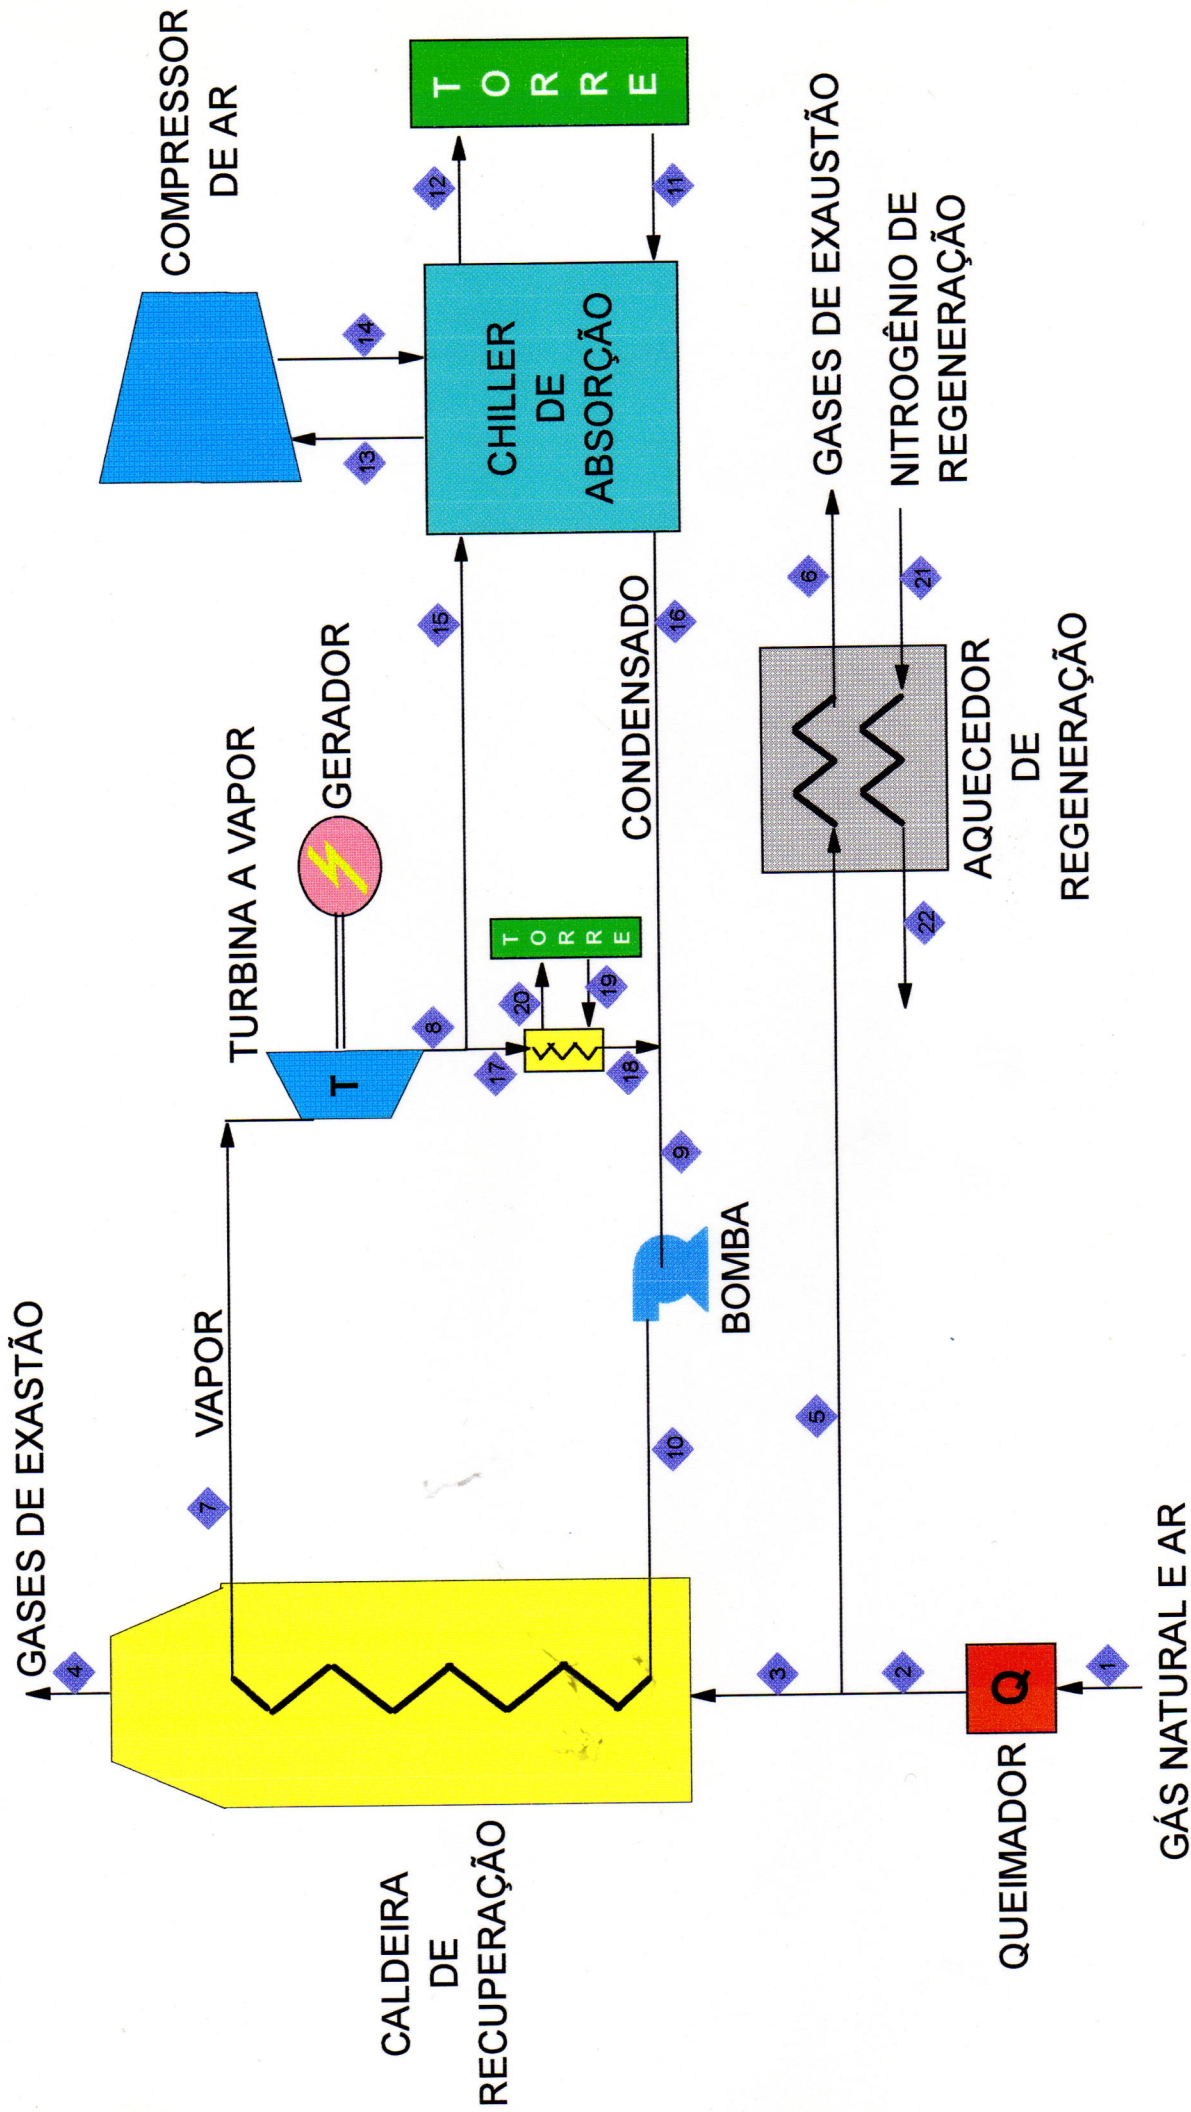 GASES DE EXASTÃO
4
VAPOR
7
TURBINA A VAPOR
T
GERADOR
8
COMPRESSOR
DE AR
13
14
CALDEIRA
DE
RECUPERAÇÃO
15
CHILLER
DE
ABSORÇÃO
12
11
T
O
R
R
E
17
18
20
19
T
O
R
R
E
CONDENSADO
16
9
10
BOMBA
3
2
5
6
GASES DE EXAUSTÃO
21
NITROGÊNIO DE
REGENERAÇÃO
22
AQUECEDOR
DE
REGENERAÇÃO
QUEIMADOR
Q
1
GÁS NATURAL E AR